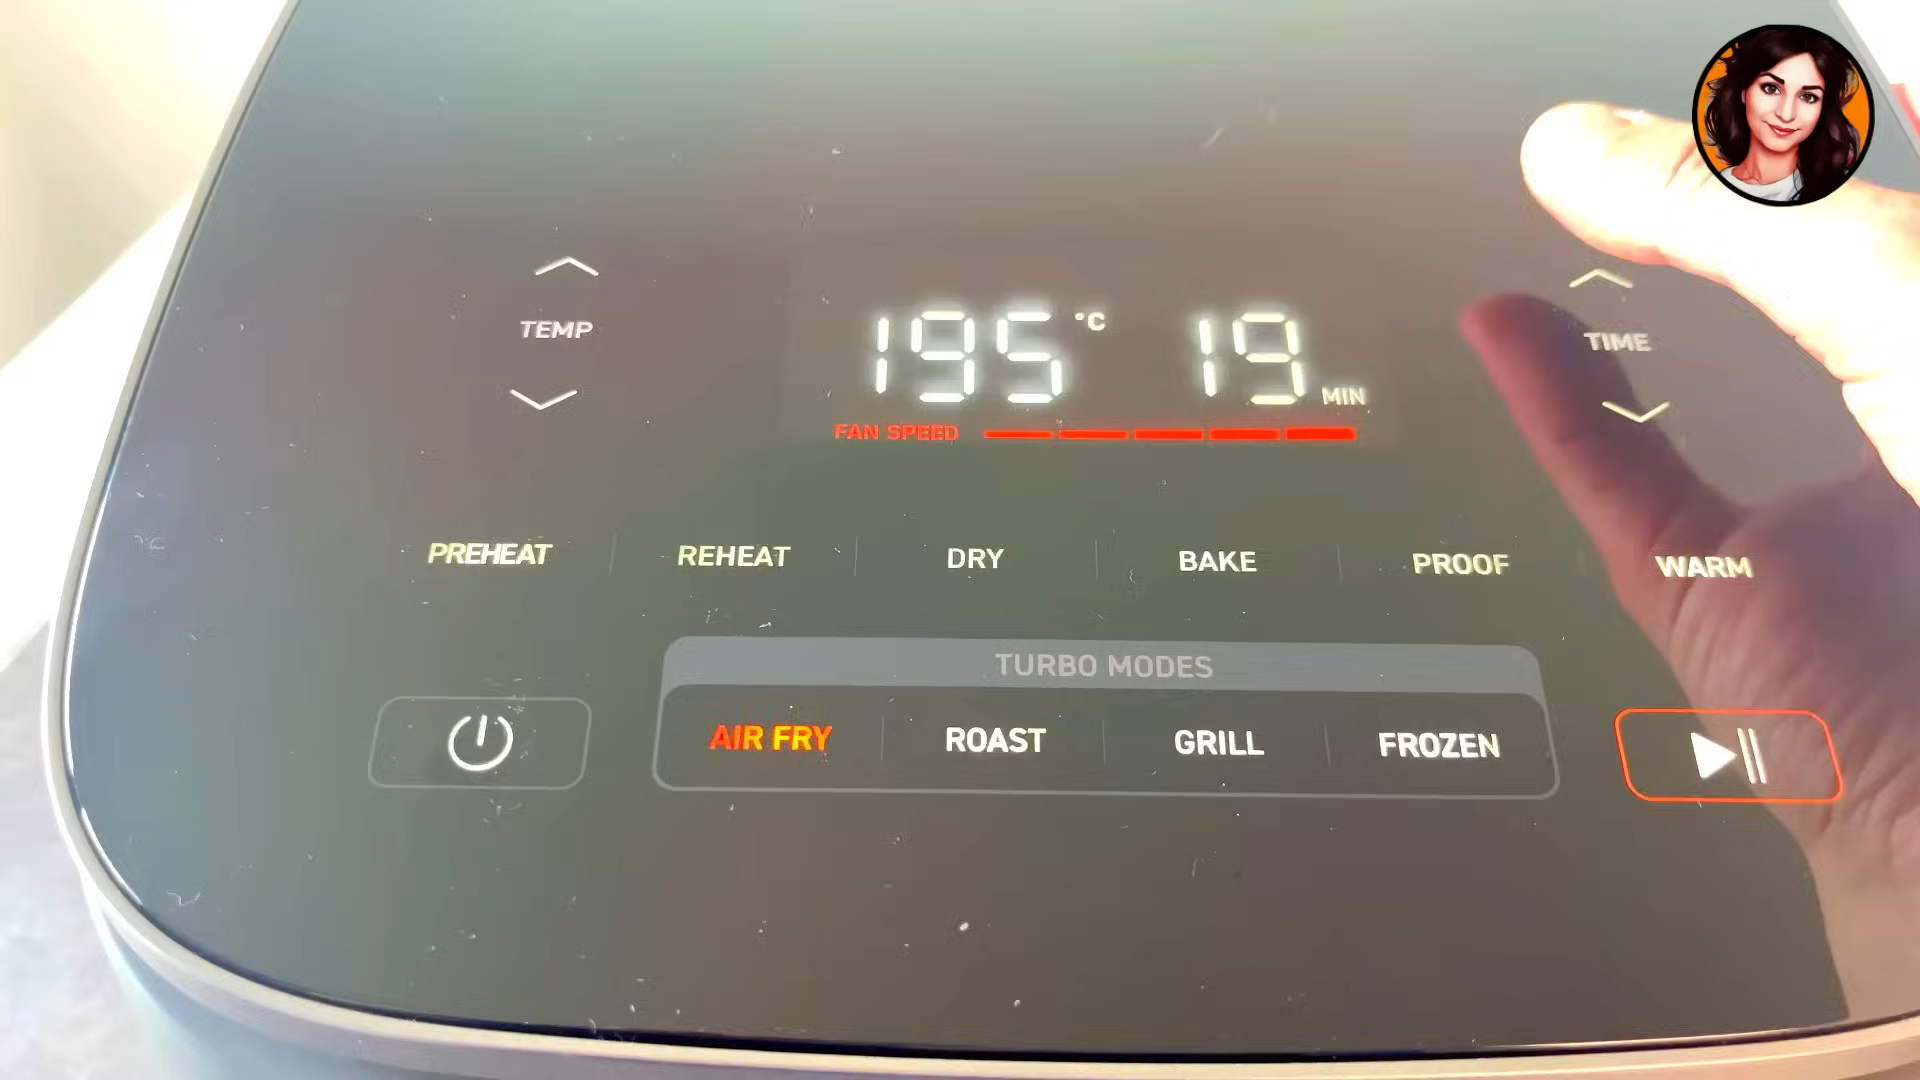 TEMP
195 °C 19 MIN
TIME
FAN SPEED
PREHEAT REHEAT DRY BAKE PROOF WARM
TURBO MODES
AIR FRY ROAST GRILL FROZEN